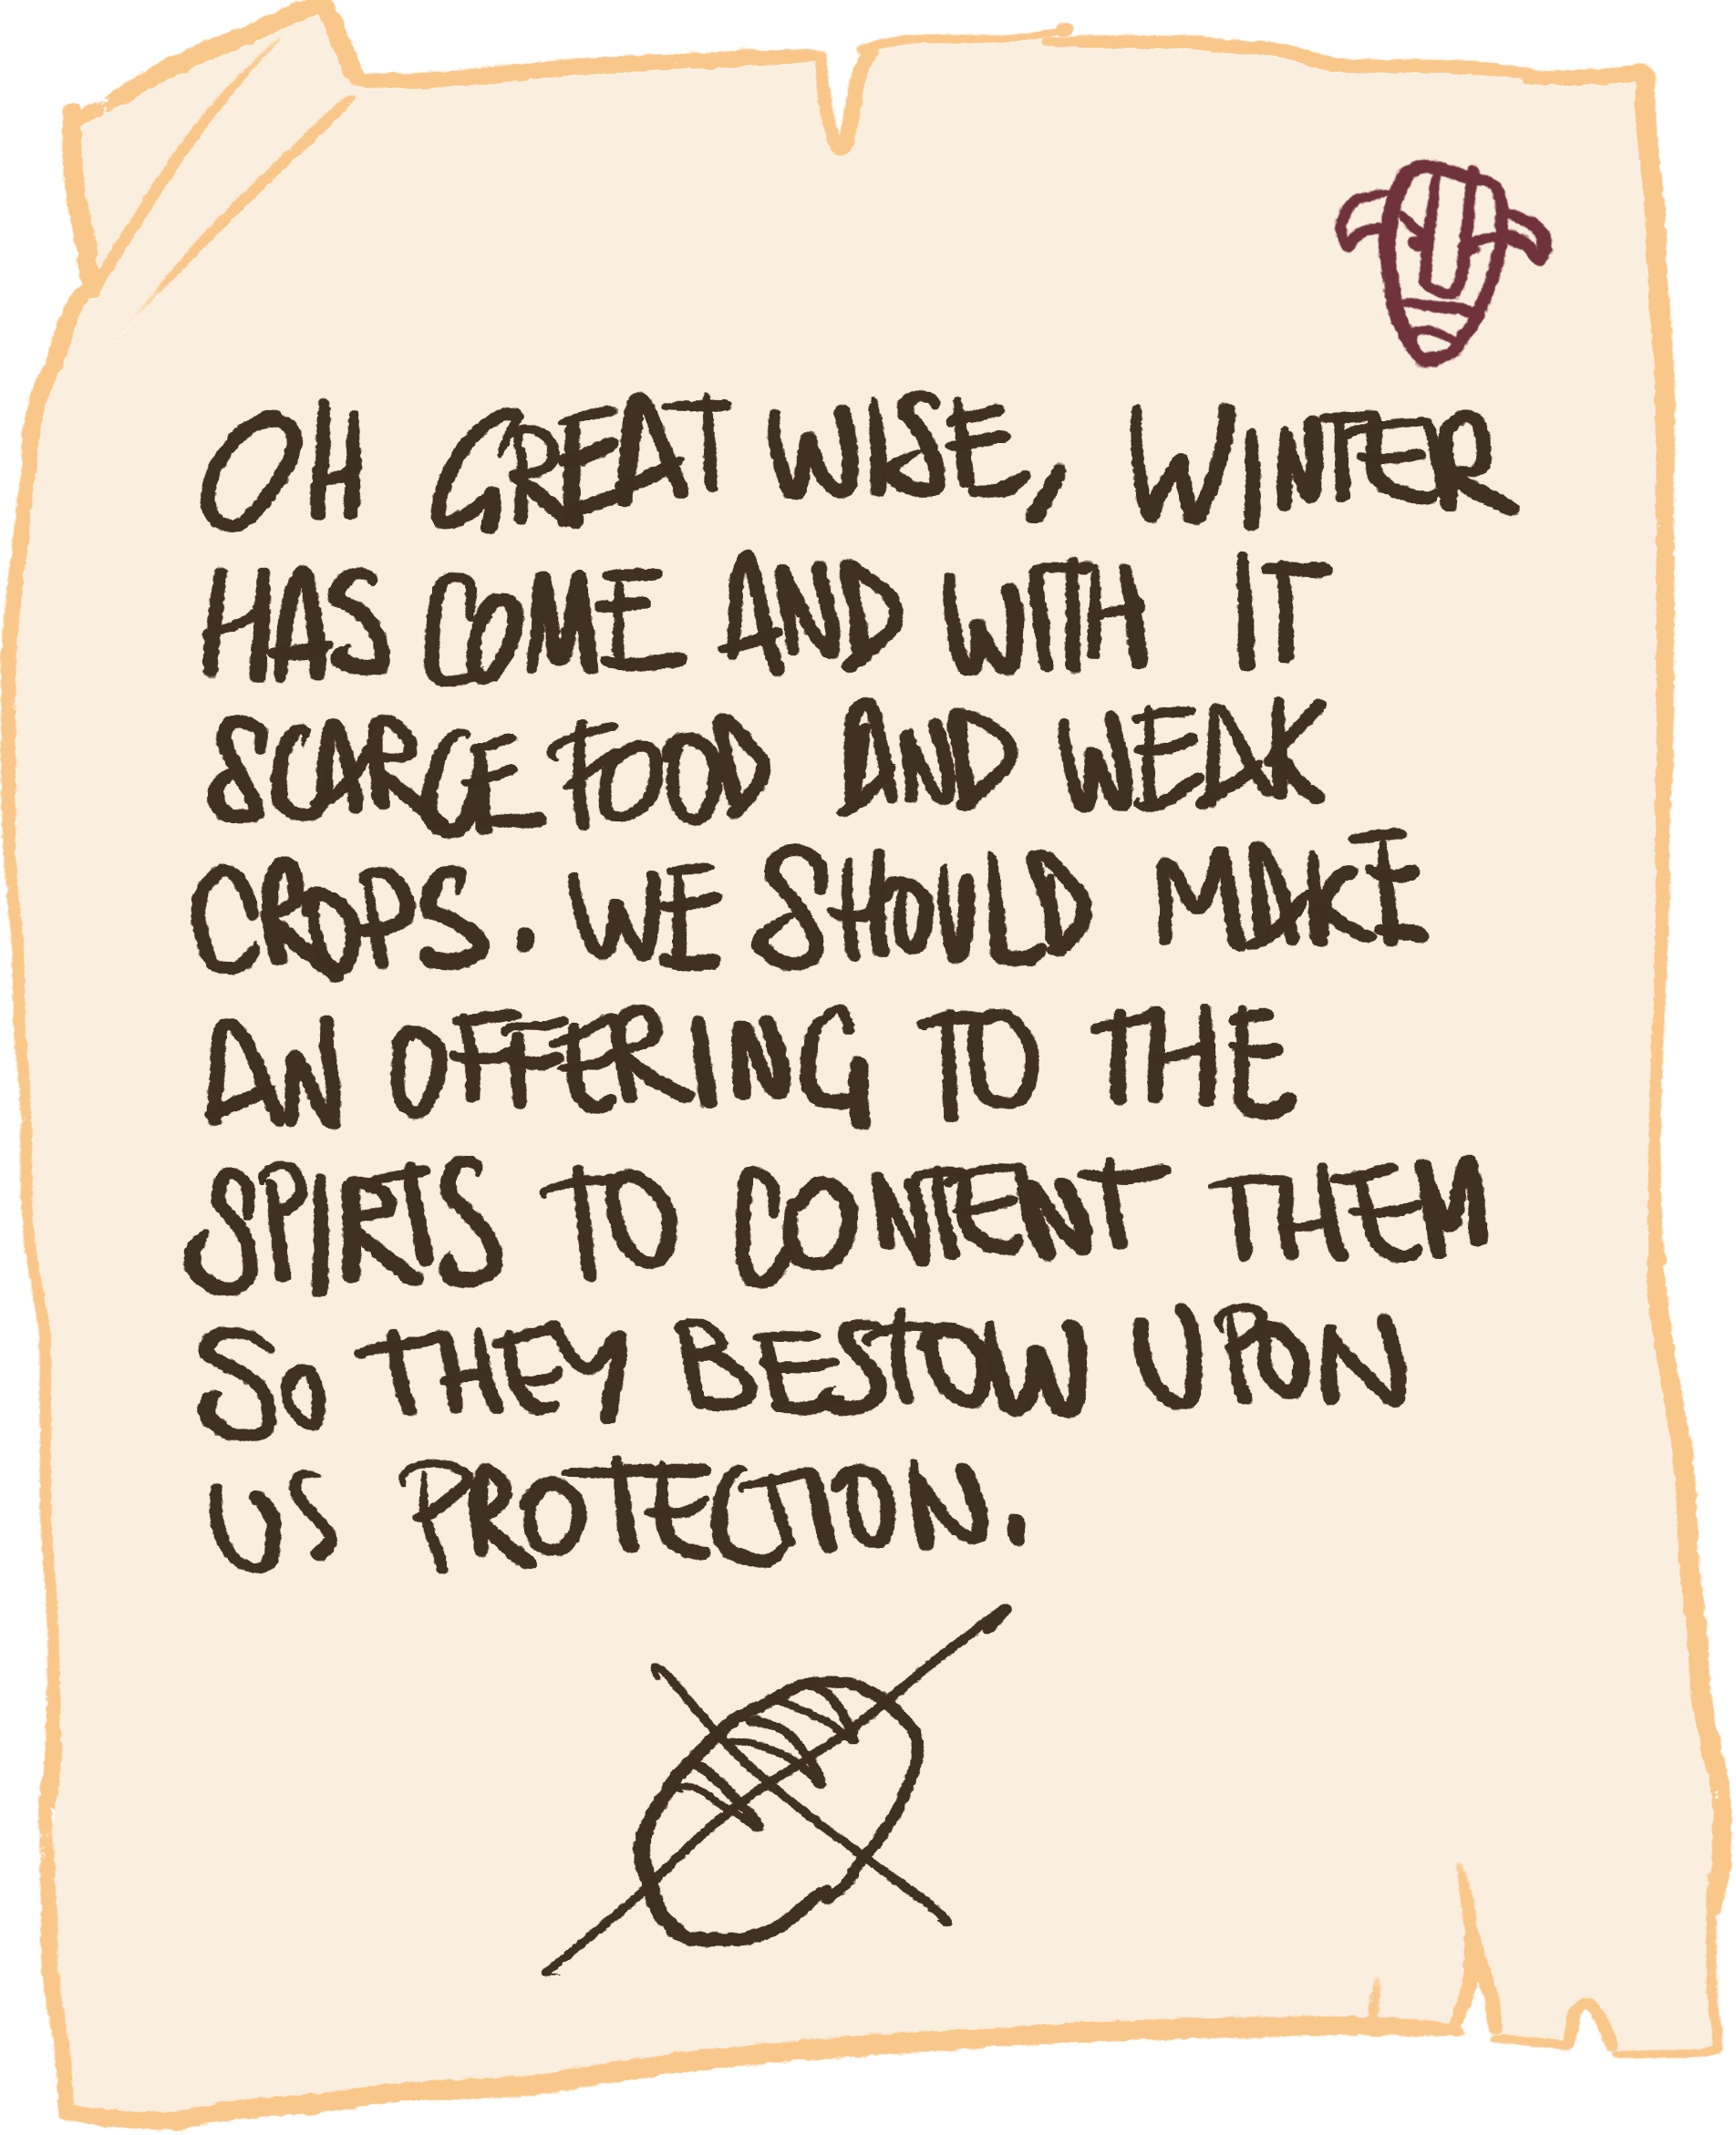 OH GREAT WISE, WINTER
HAS COME AND WITH IT
SCARCE FOOD AND WEAK
CROPS. WE SHOULD MAKE
AN OFFERING TO THE
SPIRTS TO CONTENT THEM
SO THEY BESTOW UPON
US PROTECTION.